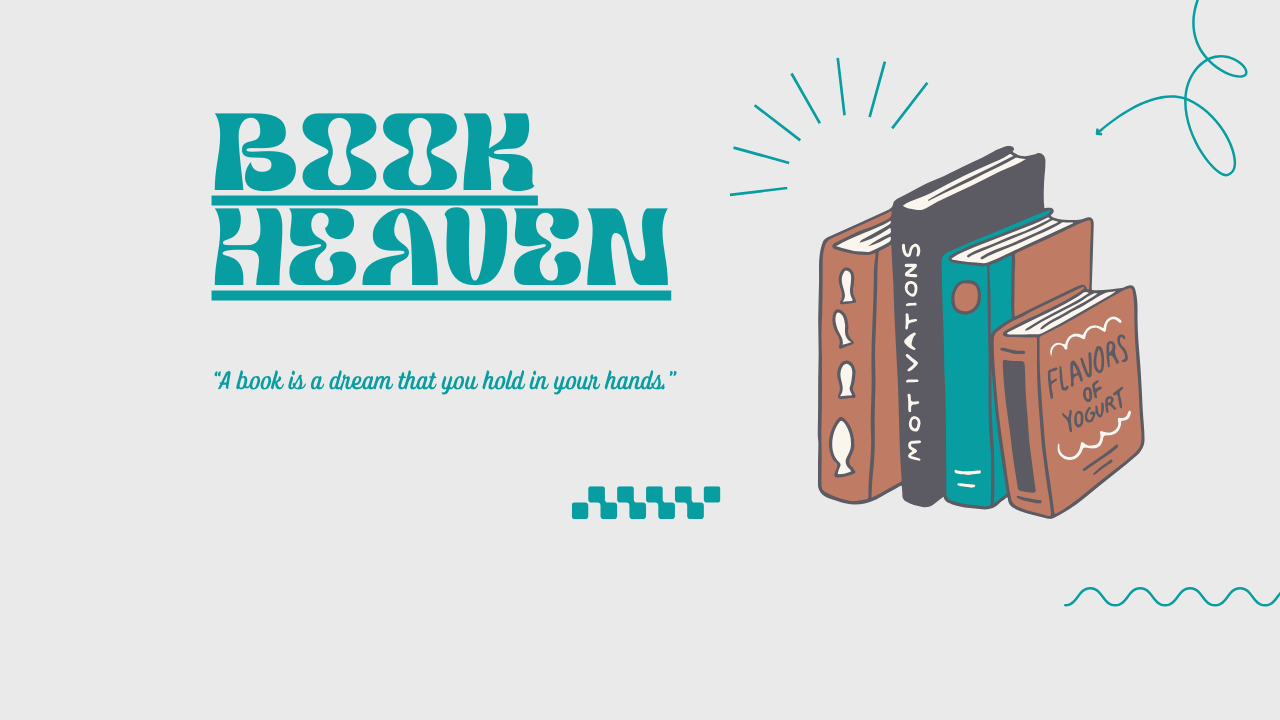 BOOK
HEAVEN
“A book is a dream that you hold in your hands.”
MOTIVATIONS
FLAVORS
OF
YOGURT